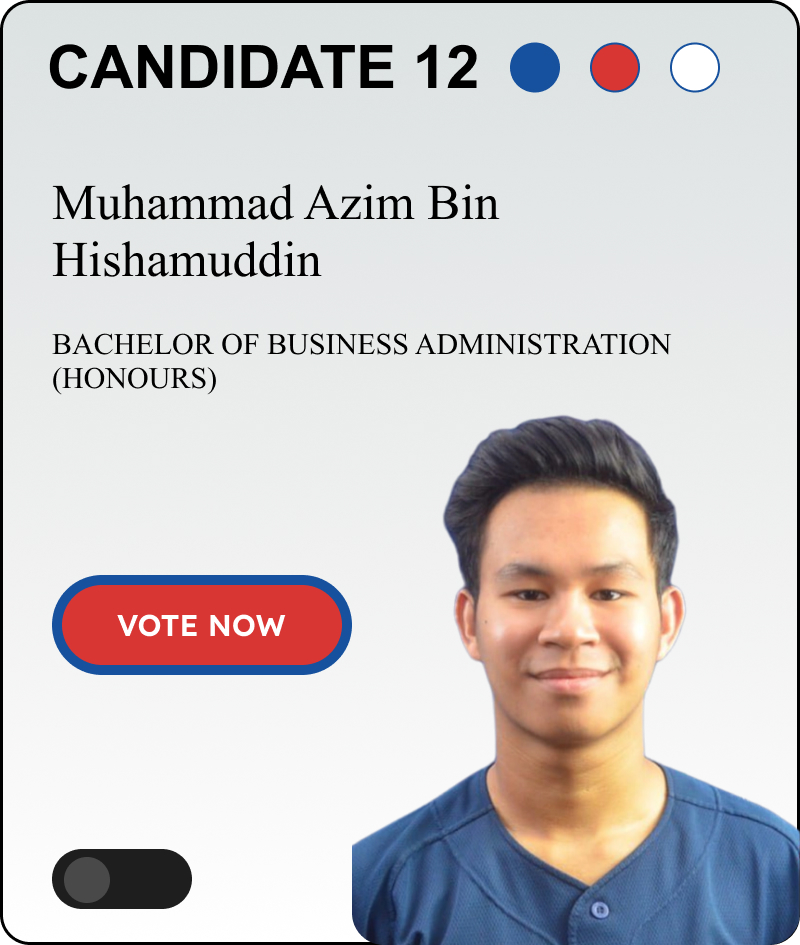 CANDIDATE 12
Muhammad Azim Bin
Hishamuddin
BACHELOR OF BUSINESS ADMINISTRATION
(HONOURS)
VOTE NOW